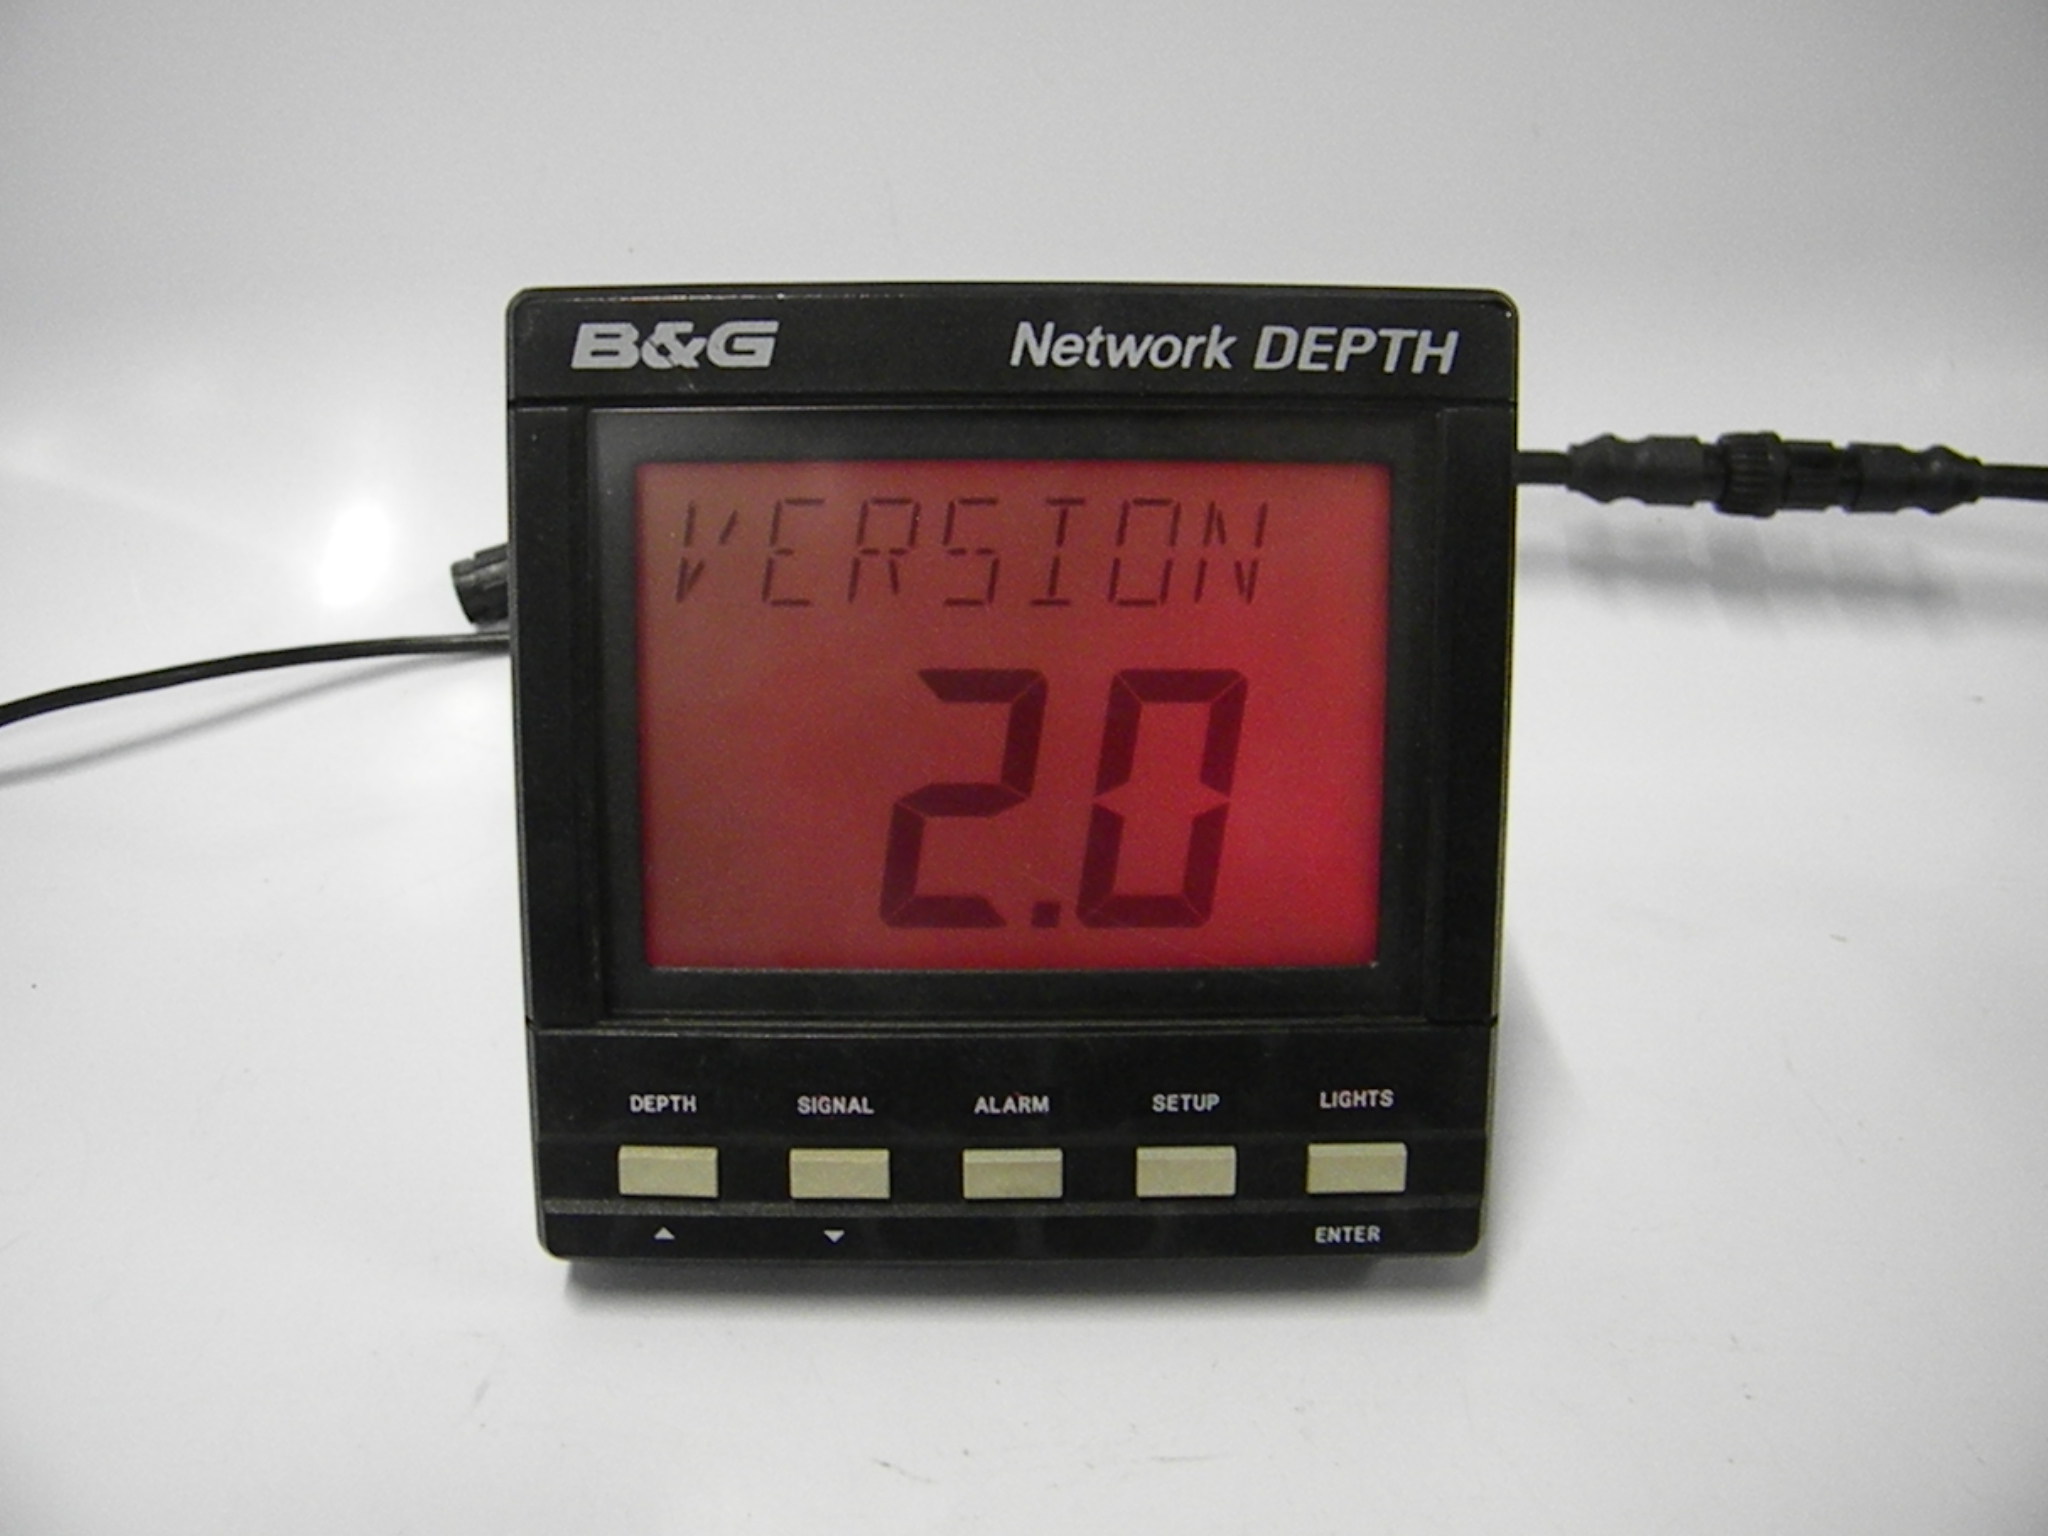 B&G Network DEPTH
VERSION
2.0
DEPTH SIGNAL ALARM SETUP LIGHTS
ENTER